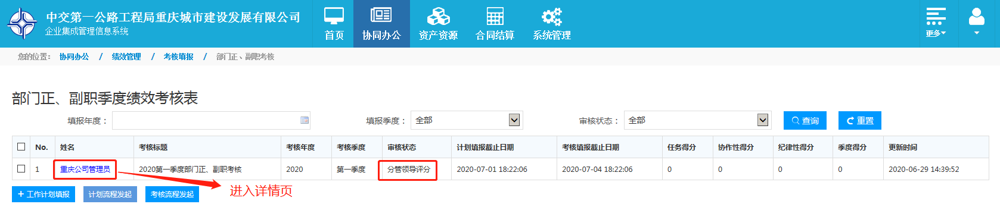 中交第一公路工程局重庆城市建设发展有限公司
企业集成管理信息系统
首页 协同办公 资产资源 合同结算 系统管理 更多
您的位置： 协同办公 / 绩效管理 / 考核填报 / 部门正、副职考核
部门正、副职季度绩效考核表
填报年度： 填报季度： 全部 审核状态： 全部 查询 重置
No. 姓名 考核标题 考核年度 考核季度 审核状态 计划填报截止日期 考核填报截止日期 任务得分 协作性得分 纪律性得分 季度得分 更新时间
1 重庆公司管理员 2020第一季度部门正、副职考核 2020 第一季度 分管领导评分 2020-07-01 18:22:06 2020-07-04 18:22:06 0 0 0 0 2020-06-29 14:39:52
+ 工作计划填报 计划流程发起 考核流程发起 进入详情页